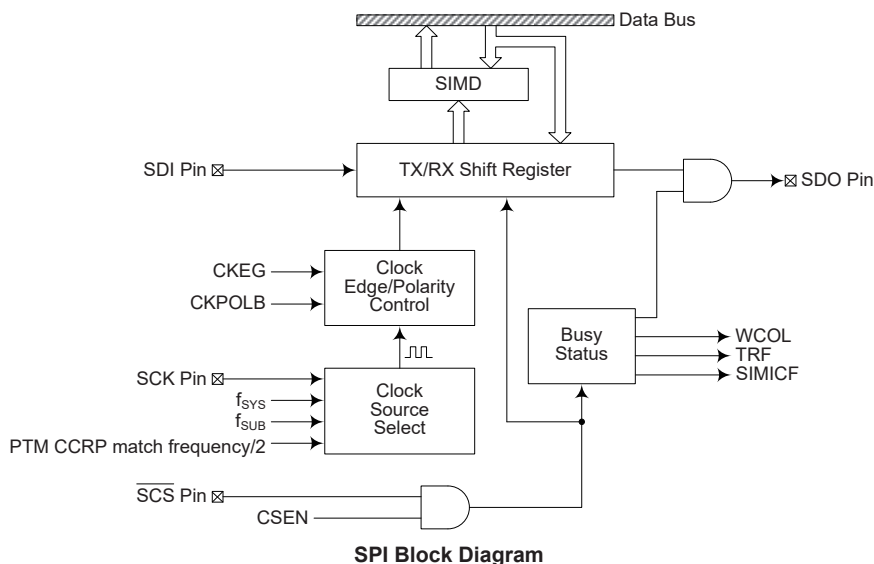 Data Bus
SIMD
SDI Pin
TX/RX Shift Register
SDO Pin
CKEG
CKPOLB
Clock
Edge/Polarity
Control
Busy
Status
WCOL
TRF
SIMICF
SCK Pin
fSYS
fSUB
PTM CCRP match frequency/2
Clock
Source
Select
SCS Pin
CSEN
SPI Block Diagram